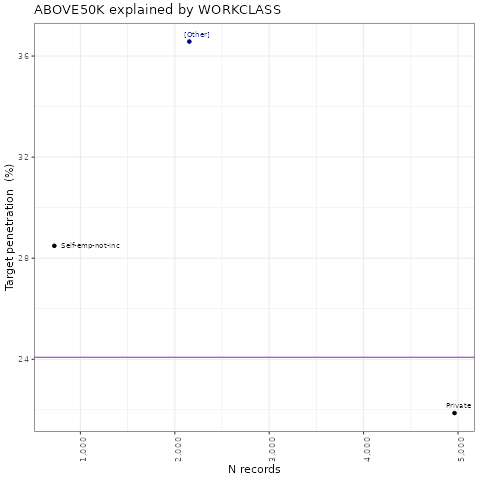 ABOVE50K explained by WORKCLASS
[Other]
36
32
Self-emp-not-inc
28
24
Private
Target penetration (%)
1.000
2.000
3.000
4.000
5.000
N records